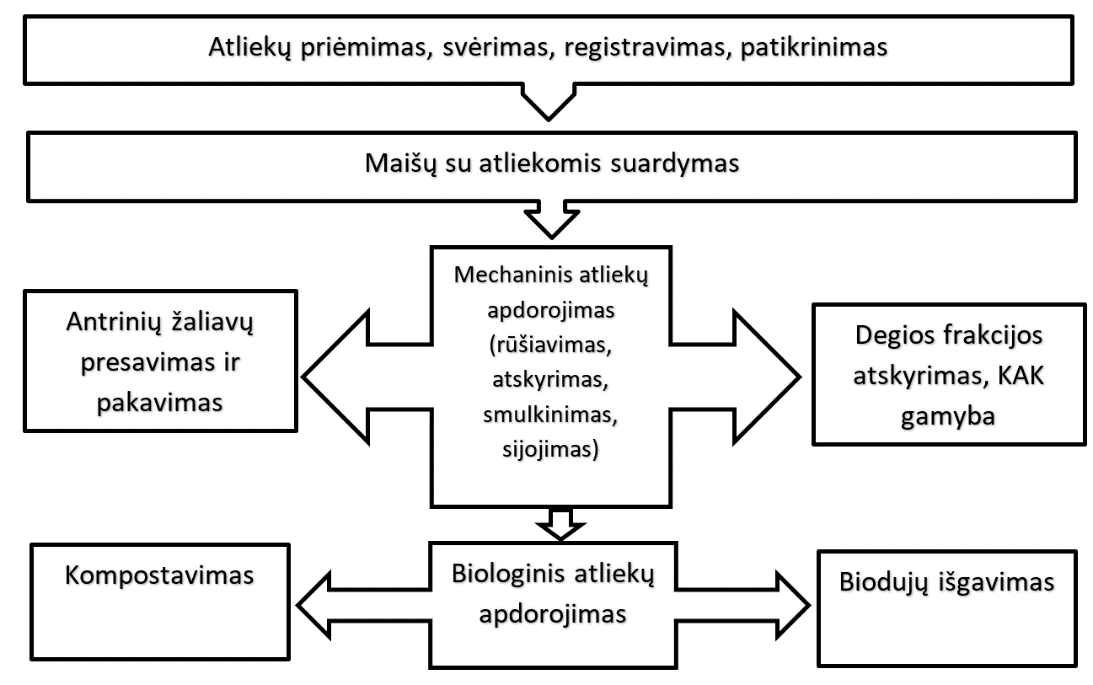 Atliekų priėmimas, svėrimas, registravimas, patikrinimas
Maišų su atliekomis suardymas
Mechaninis atliekų
apdorojimas
(rūšiavimas,
atskyrimas,
smulkinimas,
sijojimas)
Antrinių žaliavų
presavimas ir
pakavimas
Degios frakcijos
atskyrimas, KAK
gamyba
Kompostavimas
Biologinis atliekų
apdorojimas
Biodujų išgavimas